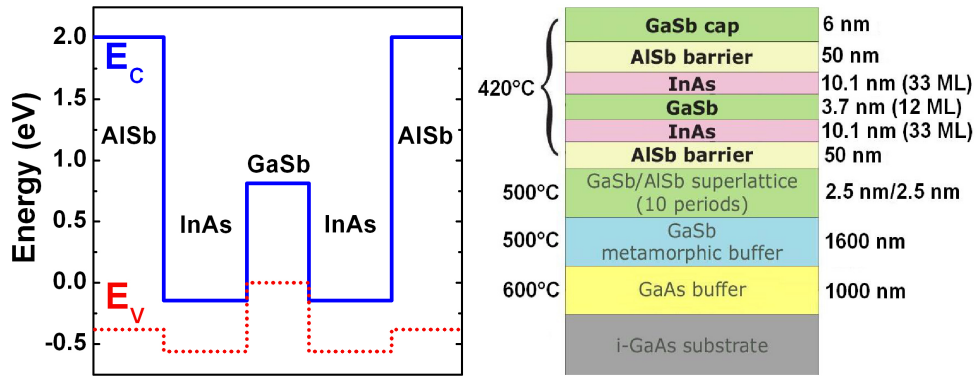 2.0
1.5
1.0
0.5
0.0
-0.5
Energy (eV)
E_C
AlSb
AlSb
GaSb
InAs
InAs
E_V
420°C
500°C
500°C
600°C
GaSb cap
6 nm
AlSb barrier
50 nm
InAs
10.1 nm (33 ML)
GaSb
3.7 nm (12 ML)
InAs
10.1 nm (33 ML)
AlSb barrier
50 nm
GaSb/AlSb superlattice
(10 periods)
2.5 nm/2.5 nm
GaSb
metamorphic buffer
1600 nm
GaAs buffer
1000 nm
i-GaAs substrate